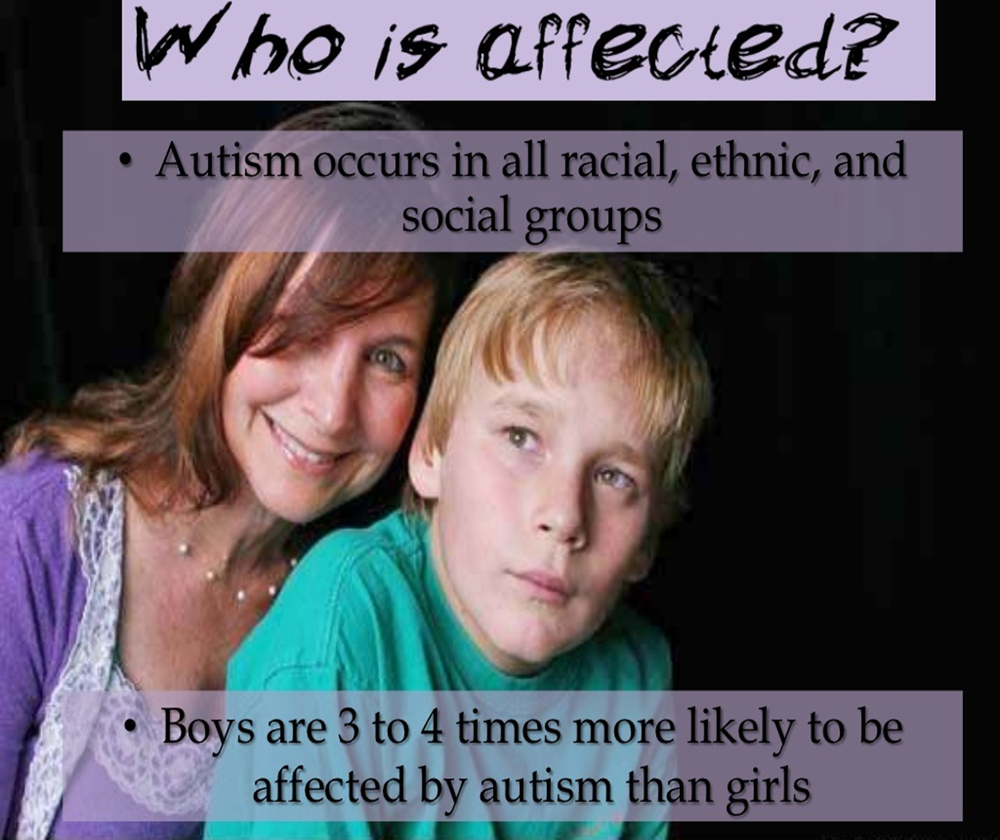 Who is affected?
• Autism occurs in all racial, ethnic, and
social groups
• Boys are 3 to 4 times more likely to be
affected by autism than girls